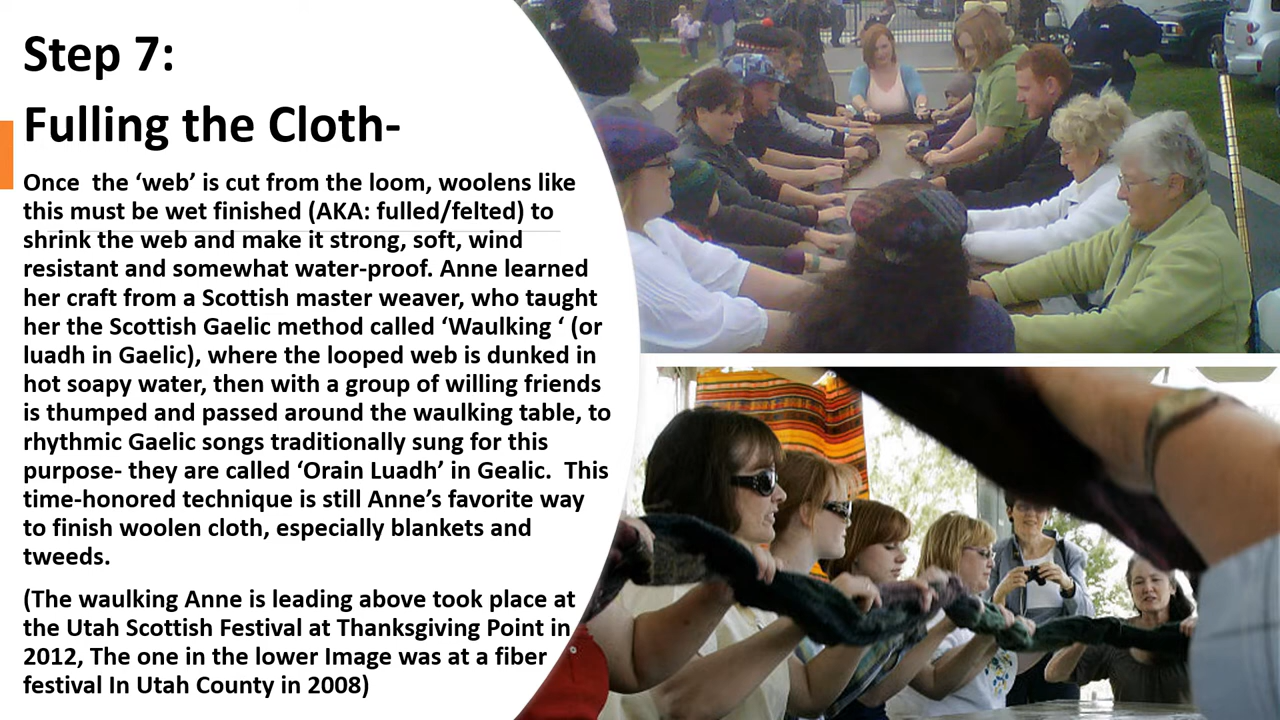 Step 7:
Fulling the Cloth-
Once  the ‘web’ is cut from the loom, woolens like
this must be wet finished (AKA: fulled/felted) to
shrink the web and make it strong, soft, wind
resistant and somewhat water-proof. Anne learned
her craft from a Scottish master weaver, who taught
her the Scottish Gaelic method called ‘Waulking ‘ (or
luadh in Gaelic), where the looped web is dunked in
hot soapy water, then with a group of willing friends
is thumped and passed around the waulking table, to
rhythmic Gaelic songs traditionally sung for this
purpose- they are called ‘Orain Luadh’ in Gealic.  This
time-honored technique is still Anne’s favorite way
to finish woolen cloth, especially blankets and
tweeds.
(The waulking Anne is leading above took place at
the Utah Scottish Festival at Thanksgiving Point in
2012, The one in the lower Image was at a fiber
festival In Utah County in 2008)